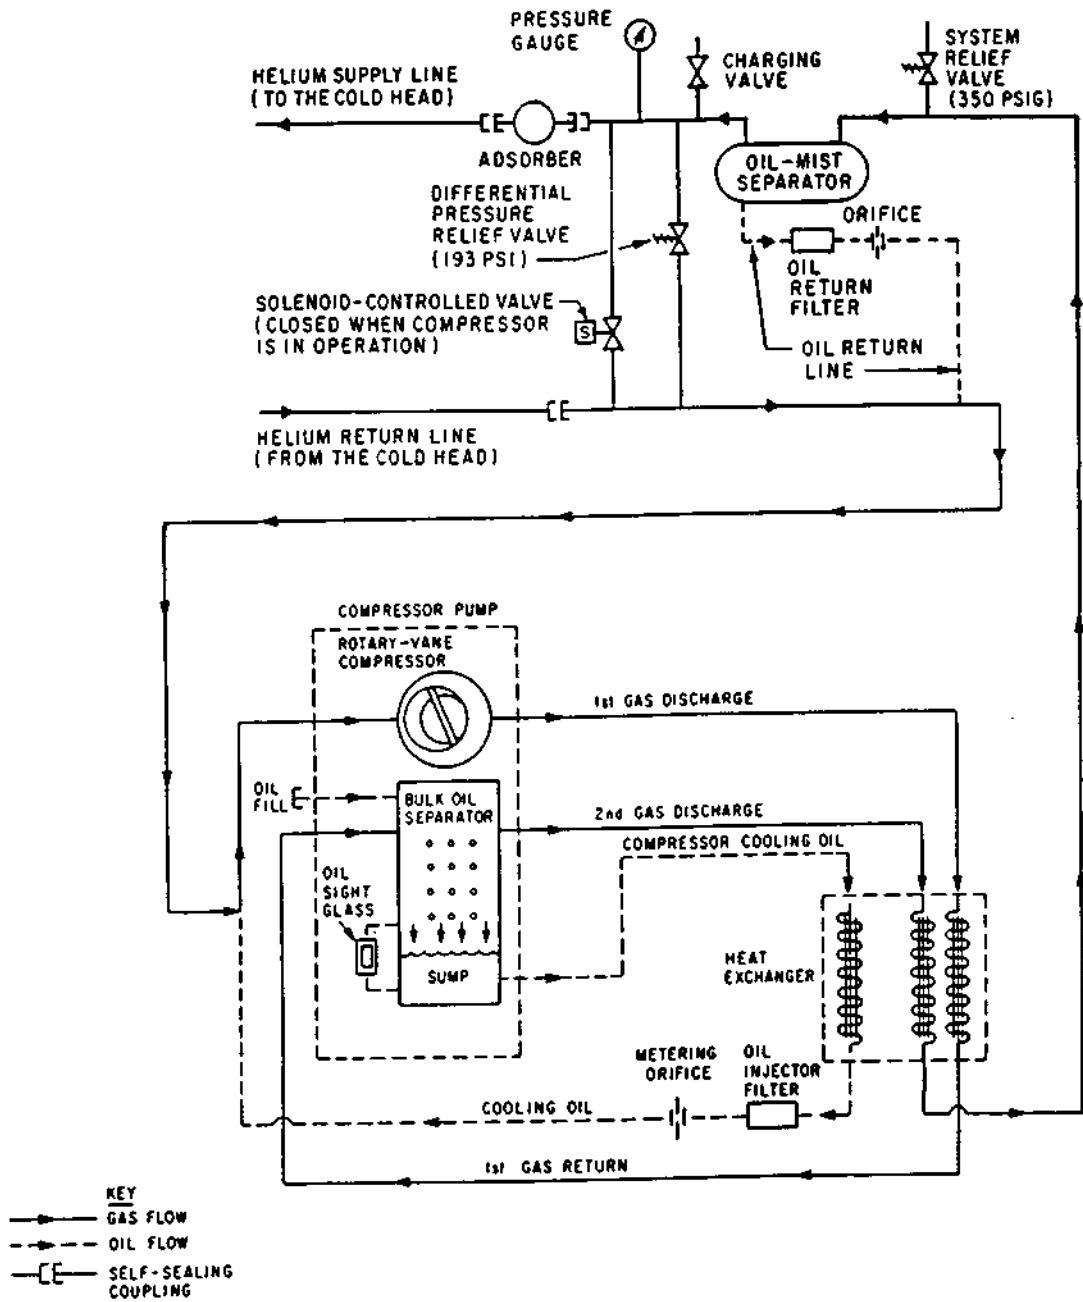 PRESSURE
GAUGE
CHARGING
VALVE
SYSTEM
RELIEF
VALVE
(350 PSIG)
HELIUM SUPPLY LINE
(TO THE COLD HEAD)
ADSORBER
OIL-MIST
SEPARATOR
DIFFERENTIAL
PRESSURE
RELIEF VALVE
(193 PSI)
ORIFICE
OIL
RETURN
FILTER
SOLENOID-CONTROLLED VALVE
(CLOSED WHEN COMPRESSOR
IS IN OPERATION)
S
OIL RETURN
LINE
HELIUM RETURN LINE
(FROM THE COLD HEAD)
COMPRESSOR PUMP
ROTARY-VANE
COMPRESSOR
1st GAS DISCHARGE
OIL
FILL
BULK OIL
SEPARATOR
2nd GAS DISCHARGE
COMPRESSOR COOLING OIL
OIL
SIGHT
GLASS
SUMP
HEAT
EXCHANGER
METERING
ORIFICE
OIL
INJECTOR
FILTER
COOLING OIL
1st GAS RETURN
KEY
GAS FLOW
OIL FLOW
SELF-SEALING
COUPLING